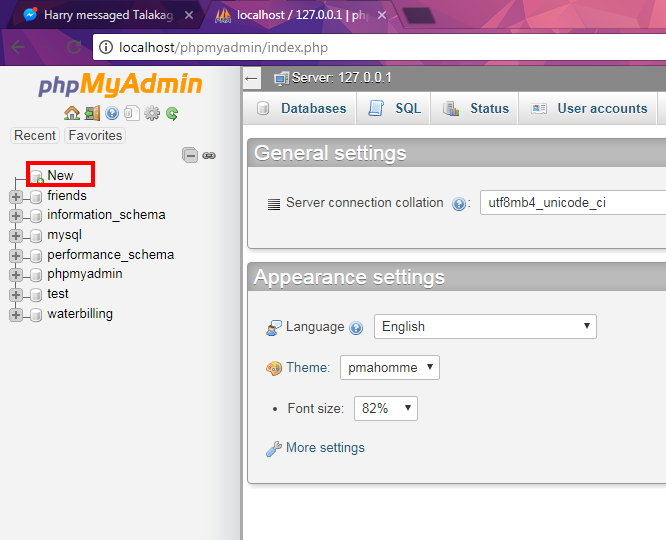 Harry messaged Talakag
localhost / 127.0.0.1 | ph
localhost/phpmyadmin/index.php
phpMyAdmin
Recent Favorites
New
friends
information_schema
mysql
performance_schema
phpmyadmin
test
waterbilling
Server: 127.0.0.1
Databases SQL Status User accounts
General settings
Server connection collation : utf8mb4_unicode_ci
Appearance settings
Language English
Theme: pmahomme
Font size: 82%
More settings